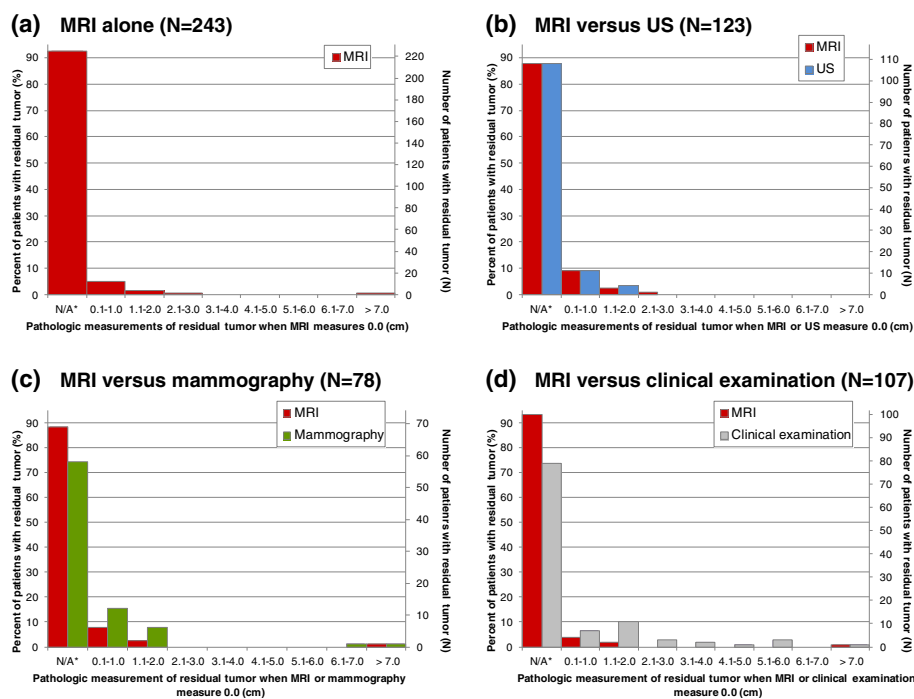 (a) MRI alone (N=243)
Percent of patients with residual tumor (%)
90
80
70
60
50
40
30
20
10
0
MRI
220
200
180
160
140
120
100
80
60
40
20
0
Number of patients with residual tumor (N)
N/A* 0.1-1.0 1.1-2.0 2.1-3.0 3.1-4.0 4.1-5.0 5.1-6.0 6.1-7.0 > 7.0
Pathologic measurements of residual tumor when MRI measures 0.0 (cm)
(b) MRI versus US (N=123)
Percent of patients with residual tumor (%)
90
80
70
60
50
40
30
20
10
0
MRI
US
110
100
90
80
70
60
50
40
30
20
10
0
Number of patienrs with residual tumor (N)
N/A* 0.1-1.0 1.1-2.0 2.1-3.0 3.1-4.0 4.1-5.0 5.1-6.0 6.1-7.0 > 7.0
Pathologic measurements of residual tumor when MRI or US measure 0.0 (cm)
(c) MRI versus mammography (N=78)
Percent of patietns with residual tumor (%)
90
80
70
60
50
40
30
20
10
0
MRI
Mammography
70
60
50
40
30
20
10
0
Number of patienrs with residual tumor (N)
N/A* 0.1-1.0 1.1-2.0 2.1-3.0 3.1-4.0 4.1-5.0 5.1-6.0 6.1-7.0 > 7.0
Pathologic measurement of residual tumor when MRI or mammography
measure 0.0 (cm)
(d) MRI versus clinical examination (N=107)
Percent of patients with residual tumor (%)
90
80
70
60
50
40
30
20
10
0
MRI
Clinical examination
100
90
80
70
60
50
40
30
20
10
0
Number of patients with residual tumor (N)
N/A* 0.1-1.0 1.1-2.0 2.1-3.0 3.1-4.0 4.1-5.0 5.1-6.0 6.1-7.0 > 7.0
Pathologic measurement of residual tumor when MRI or clinical examination
measures 0.0 (cm)